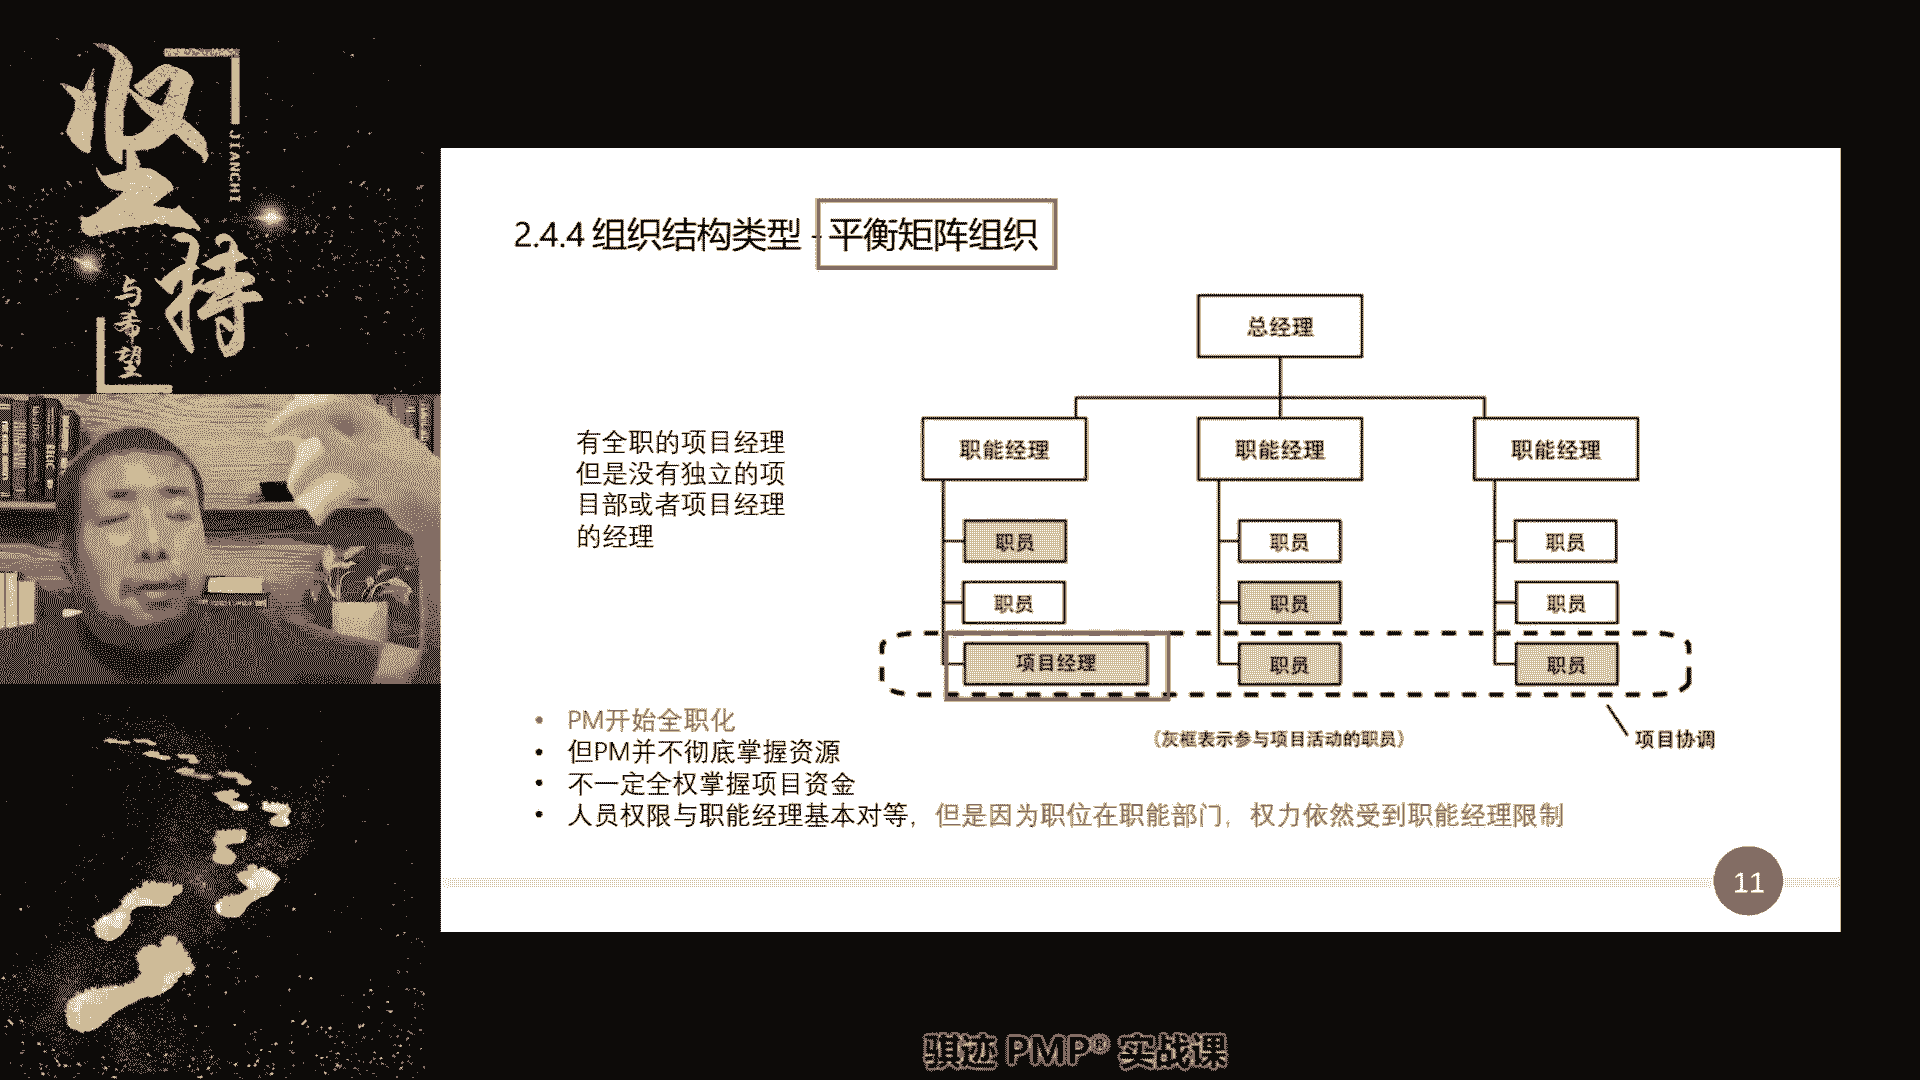 坚持
JIANCHI
与希望
2.4.4 组织结构类型 - 平衡矩阵组织
总经理
职能经理 职能经理 职能经理
有全职的项目经理
但是没有独立的项
目部或者项目经理
的经理
职员 职员 职员
职员 职员 职员
项目经理 职员 职员
(灰框表示参与项目活动的职员)
项目协调
• PM开始全职化
• 但PM并不彻底掌握资源
• 不一定全权掌握项目资金
• 人员权限与职能经理基本对等，但是因为职位在职能部门，权力依然受到职能经理限制
11
骐迹 PMP® 实战课